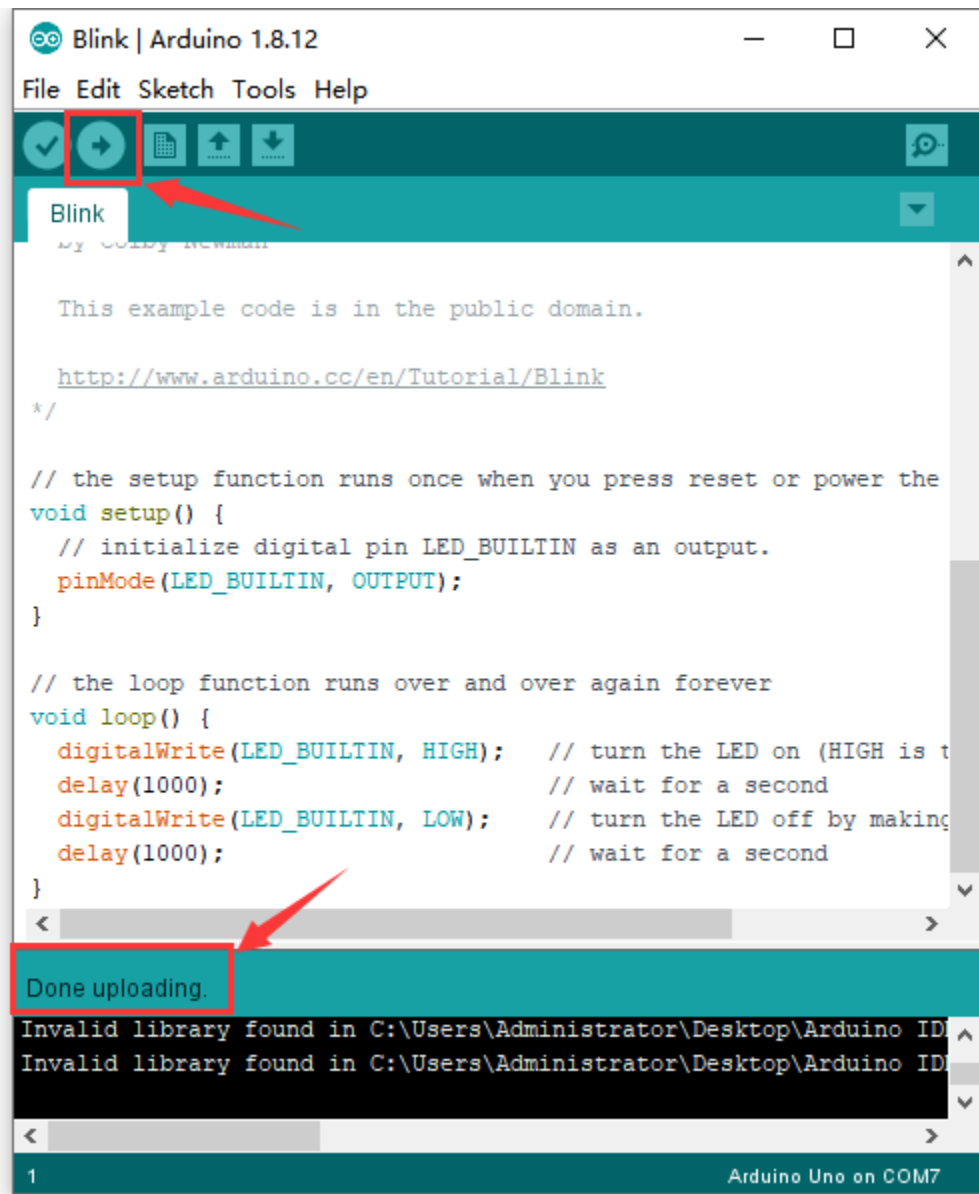 Blink | Arduino 1.8.12
File Edit Sketch Tools Help
Blink
by Colby Newman
This example code is in the public domain.
http://www.arduino.cc/en/Tutorial/Blink
*/
// the setup function runs once when you press reset or power the
void setup() {
// initialize digital pin LED_BUILTIN as an output.
pinMode(LED_BUILTIN, OUTPUT);
}
// the loop function runs over and over again forever
void loop() {
digitalWrite(LED_BUILTIN, HIGH); // turn the LED on (HIGH is t
delay(1000); // wait for a second
digitalWrite(LED_BUILTIN, LOW); // turn the LED off by making
delay(1000); // wait for a second
}
Done uploading.
Invalid library found in C:\Users\Administrator\Desktop\Arduino ID
Invalid library found in C:\Users\Administrator\Desktop\Arduino ID
1
Arduino Uno on COM7